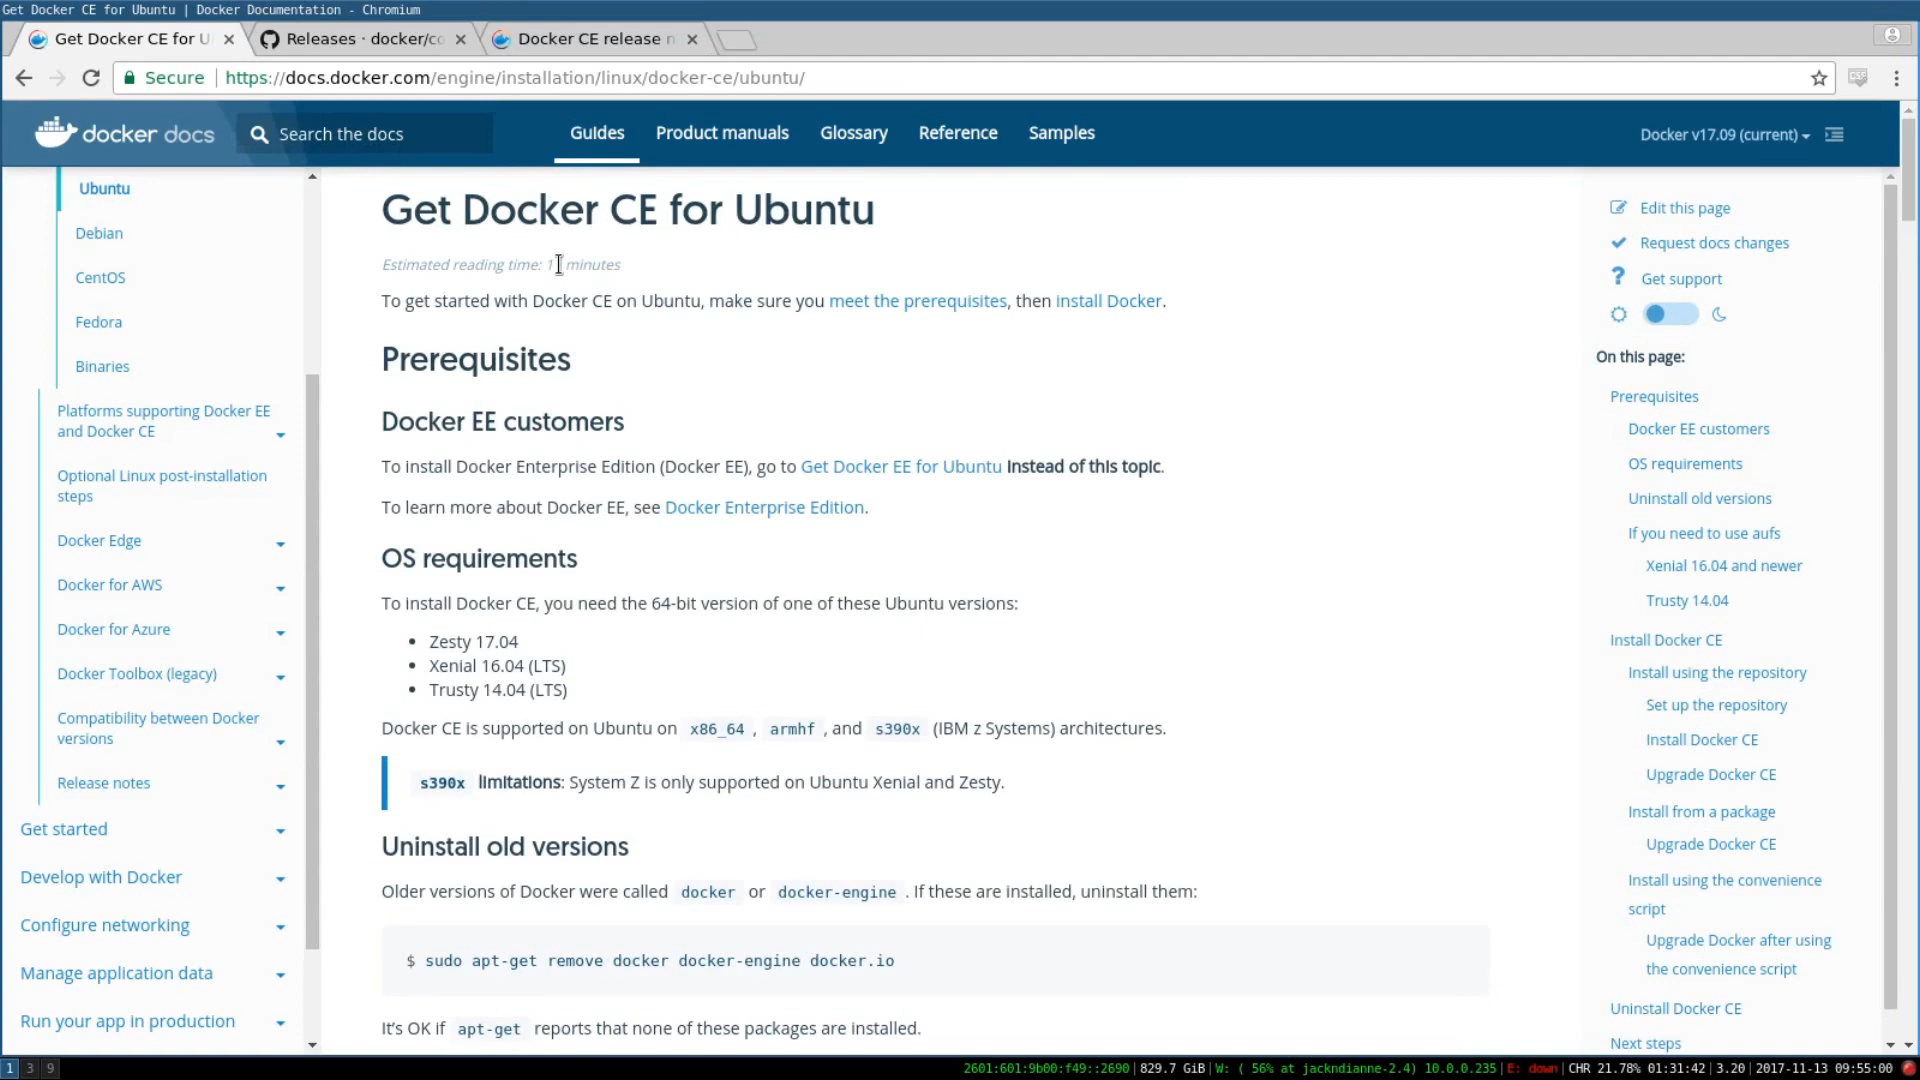 Get Docker CE for Ubuntu | Docker Documentation - Chromium
Get Docker CE for U
Releases · docker/co
Docker CE release n
Secure
https://docs.docker.com/engine/installation/linux/docker-ce/ubuntu/
docker docs
Search the docs
Guides
Product manuals
Glossary
Reference
Samples
Docker v17.09 (current)
Ubuntu
Debian
CentOS
Fedora
Binaries
Platforms supporting Docker EE
and Docker CE
Optional Linux post-installation
steps
Docker Edge
Docker for AWS
Docker for Azure
Docker Toolbox (legacy)
Compatibility between Docker
versions
Release notes
Get started
Develop with Docker
Configure networking
Manage application data
Run your app in production
Get Docker CE for Ubuntu
Estimated reading time: minutes
To get started with Docker CE on Ubuntu, make sure you meet the prerequisites, then install Docker.
Prerequisites
Docker EE customers
To install Docker Enterprise Edition (Docker EE), go to Get Docker EE for Ubuntu instead of this topic.
To learn more about Docker EE, see Docker Enterprise Edition.
OS requirements
To install Docker CE, you need the 64-bit version of one of these Ubuntu versions:
• Zesty 17.04
• Xenial 16.04 (LTS)
• Trusty 14.04 (LTS)
Docker CE is supported on Ubuntu on x86_64 , armhf , and s390x (IBM z Systems) architectures.
s390x limitations: System Z is only supported on Ubuntu Xenial and Zesty.
Uninstall old versions
Older versions of Docker were called docker or docker-engine . If these are installed, uninstall them:
$ sudo apt-get remove docker docker-engine docker.io
It's OK if apt-get reports that none of these packages are installed.
Edit this page
Request docs changes
Get support
On this page:
Prerequisites
Docker EE customers
OS requirements
Uninstall old versions
If you need to use aufs
Xenial 16.04 and newer
Trusty 14.04
Install Docker CE
Install using the repository
Set up the repository
Install Docker CE
Upgrade Docker CE
Install from a package
Upgrade Docker CE
Install using the convenience
script
Upgrade Docker after using
the convenience script
Uninstall Docker CE
Next steps
1 3 9
2601:601:9b00:f49::2690 | 829.7 GiB | W: ( 56% at jackndianne-2.4) 10.0.0.235 | E: down | CHR 21.78% 01:31:42 | 3.20 | 2017-11-13 09:55:00